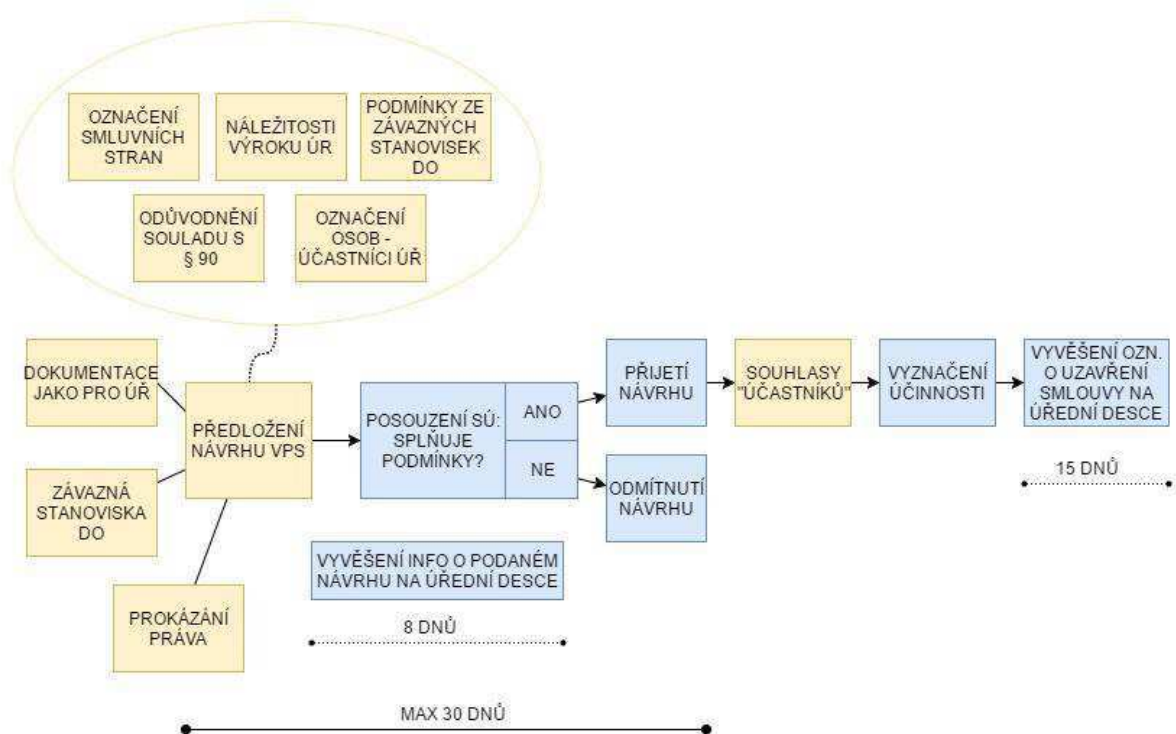 OZNAČENÍ
SMLUVNÍCH
STRAN
NÁLEŽITOSTI
VÝROKU ÚR
PODMÍNKY ZE
ZÁVAZNÝCH
STANOVISEK
DO
ODŮVODNĚNÍ
SOULADU S
§ 90
OZNAČENÍ
OSOB -
ÚČASTNÍCI ÚŘ
DOKUMENTACE
JAKO PRO ÚŘ
PŘEDLOŽENÍ
NÁVRHU VPS
ZÁVAZNÁ
STANOVISKA
DO
PROKÁZÁNÍ
PRÁVA
POSOUZENÍ SÚ:
SPLŇUJE
PODMÍNKY?
ANO
NE
PŘIJETÍ
NÁVRHU
ODMÍTNUTÍ
NÁVRHU
SOUHLASY
"ÚČASTNÍKŮ"
VYZNAČENÍ
ÚČINNOSTI
VYVĚŠENÍ OZN.
O UZAVŘENÍ
SMLOUVY NA
ÚŘEDNÍ DESCE
15 DNŮ
VYVĚŠENÍ INFO O PODANÉM
NÁVRHU NA ÚŘEDNÍ DESCE
8 DNŮ
MAX 30 DNŮ